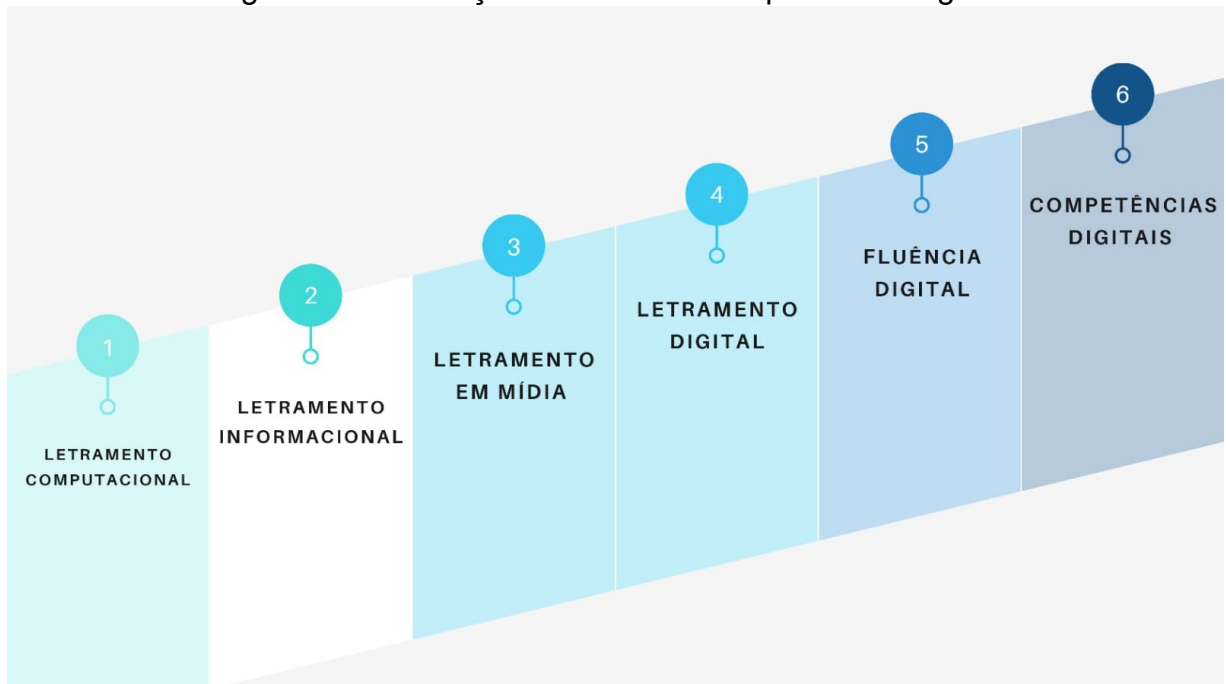 1
LETRAMENTO
COMPUTACIONAL
2
LETRAMENTO
INFORMACIONAL
3
LETRAMENTO
EM MÍDIA
4
LETRAMENTO
DIGITAL
5
FLUÊNCIA
DIGITAL
6
COMPETÊNCIAS
DIGITAIS